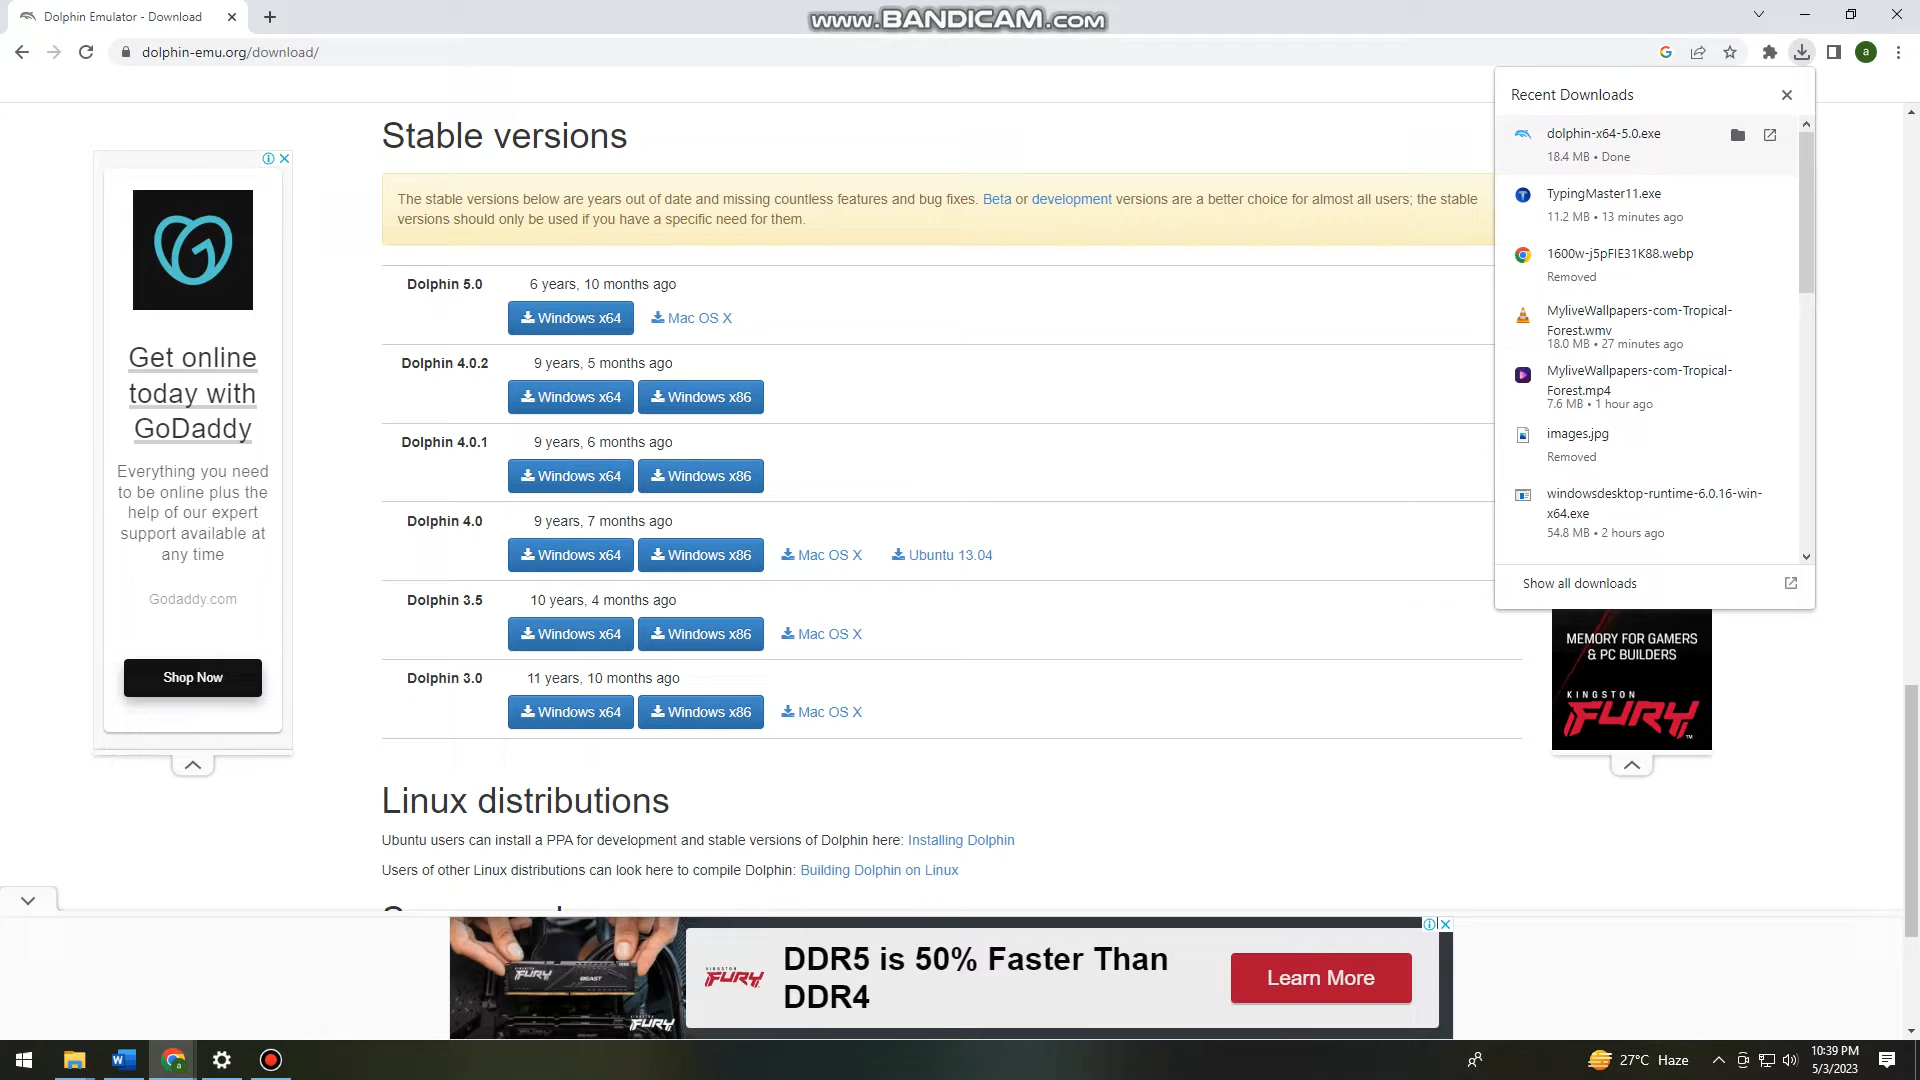 Dolphin Emulator - Download
www.BANDICAM.com
dolphin-emu.org/download/
a
Recent Downloads
dolphin-x64-5.0.exe
18.4 MB • Done
TypingMaster11.exe
11.2 MB • 13 minutes ago
1600w-j5pFIE31K88.webp
Removed
MyliveWallpapers-com-Tropical-
Forest.wmv
18.0 MB • 27 minutes ago
MyliveWallpapers-com-Tropical-
Forest.mp4
7.6 MB • 1 hour ago
images.jpg
Removed
windowsdesktop-runtime-6.0.16-win-
x64.exe
54.8 MB • 2 hours ago
Show all downloads
Stable versions
The stable versions below are years out of date and missing countless features and bug fixes. Beta or development versions are a better choice for almost all users; the stable
versions should only be used if you have a specific need for them.
Dolphin 5.0 6 years, 10 months ago
Windows x64 Mac OS X
Dolphin 4.0.2 9 years, 5 months ago
Windows x64 Windows x86
Dolphin 4.0.1 9 years, 6 months ago
Windows x64 Windows x86
Dolphin 4.0 9 years, 7 months ago
Windows x64 Windows x86 Mac OS X Ubuntu 13.04
Dolphin 3.5 10 years, 4 months ago
Windows x64 Windows x86 Mac OS X
Dolphin 3.0 11 years, 10 months ago
Windows x64 Windows x86 Mac OS X
Linux distributions
Ubuntu users can install a PPA for development and stable versions of Dolphin here: Installing Dolphin
Users of other Linux distributions can look here to compile Dolphin: Building Dolphin on Linux
Get online
today with
GoDaddy
Everything you need
to be online plus the
help of our expert
support available at
any time
Godaddy.com
Shop Now
MEMORY FOR GAMERS
& PC BUILDERS
KINGSTON
FURY
TM
FURY
BEAST
FURY
KINGSTON
FURY
DDR5 is 50% Faster Than
DDR4
Learn More
27°C Haze
10:39 PM
5/3/2023